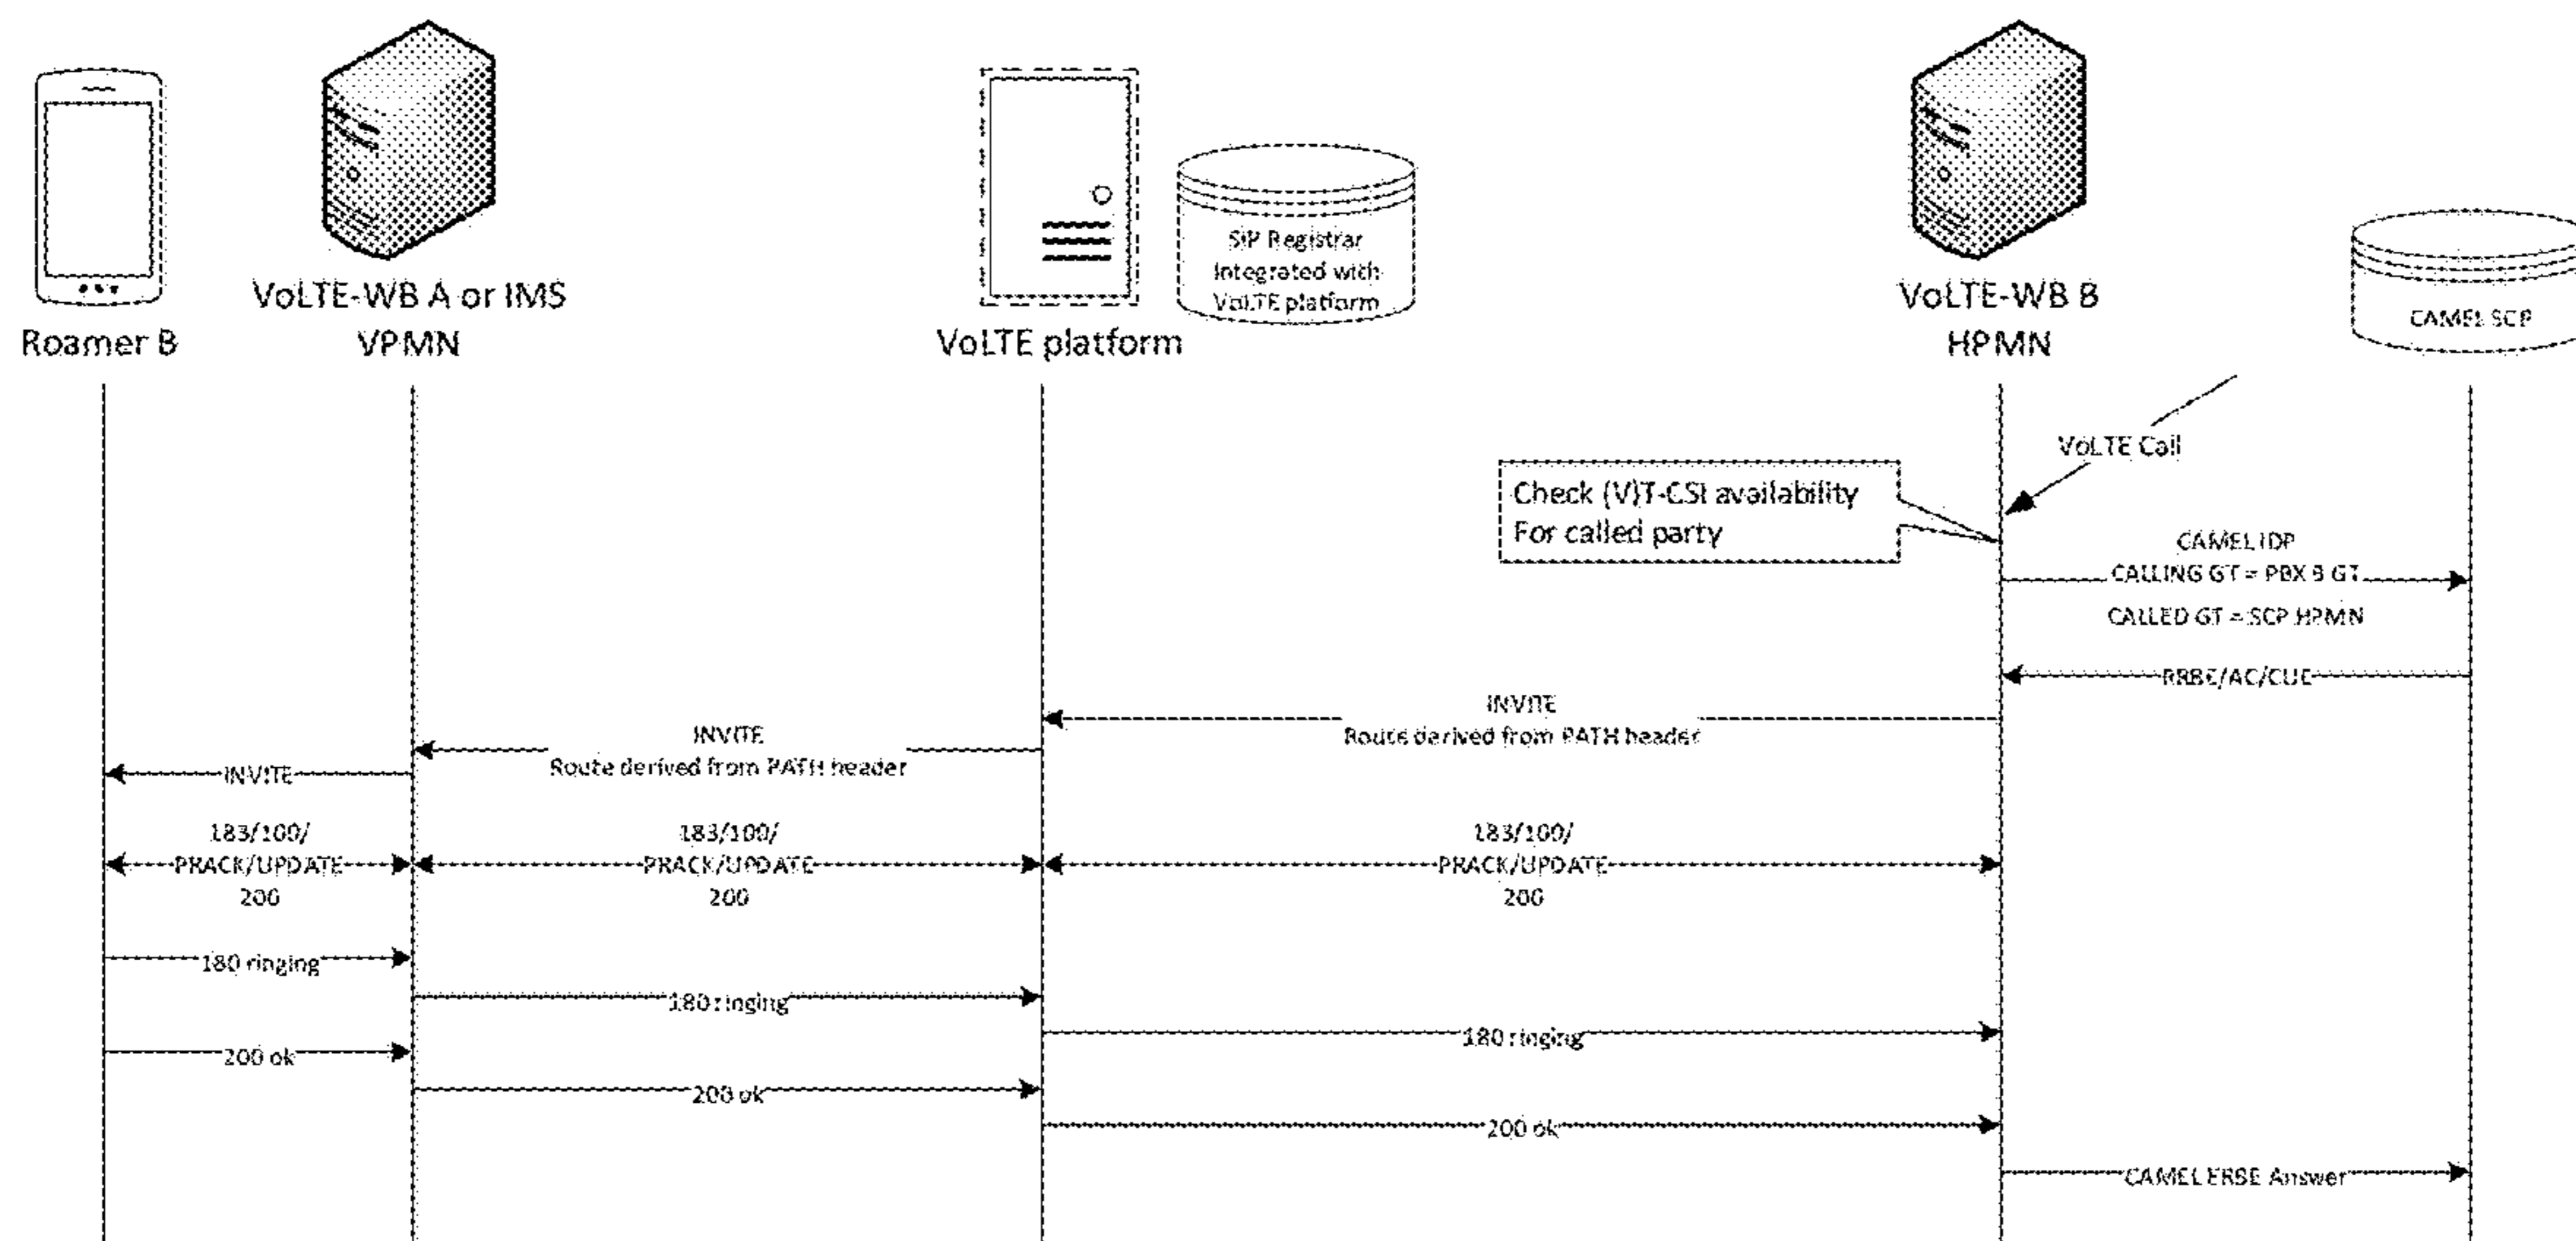 SIP Registrar
Integrated with
VoLTE platform
CAMEL SCP
VoLTE-WB A or IMS
VPMN
Roamer B
VoLTE platform
VoLTE-WB B
HPMN
VoLTE Call
Check (V)T-CSI availability
For called party
CAMEL IDP
CALLING GT = PBX B GT
CALLED GT = SCP HPMN
RRBE/AC/CUE
INVITE
Route derived from PATH header
INVITE
Route derived from PATH header
INVITE
183/100/
PRACK/UPDATE
200
183/100/
PRACK/UPDATE
200
183/100/
PRACK/UPDATE
200
180 ringing
180 ringing
180 ringing
200 ok
200 ok
200 ok
CAMEL ERBE Answer